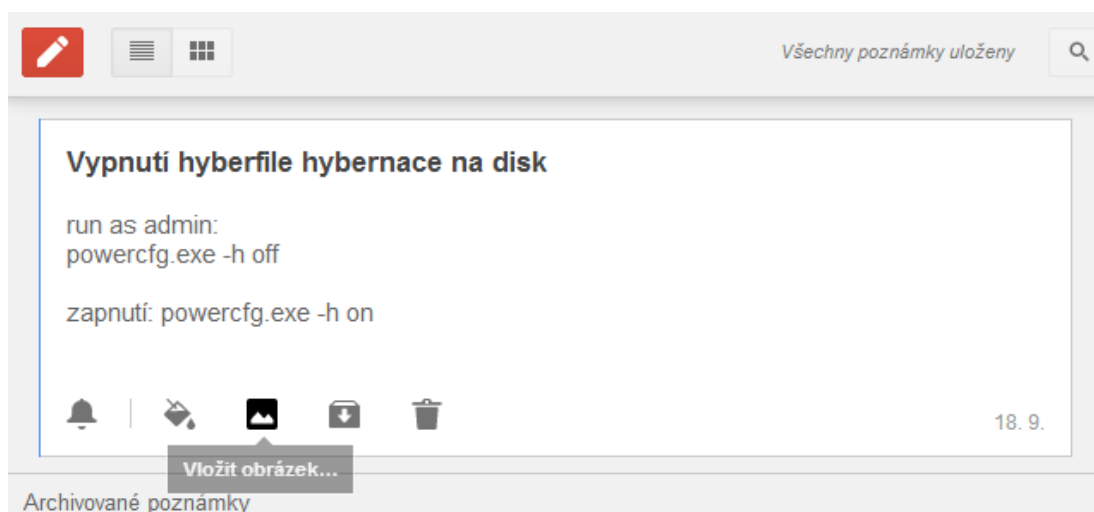 Všechny poznámky uloženy
Vypnutí hyberfile hybernace na disk
run as admin:
powercfg.exe -h off
zapnutí: powercfg.exe -h on
18. 9.
Vložit obrázek...
Archivované poznámky